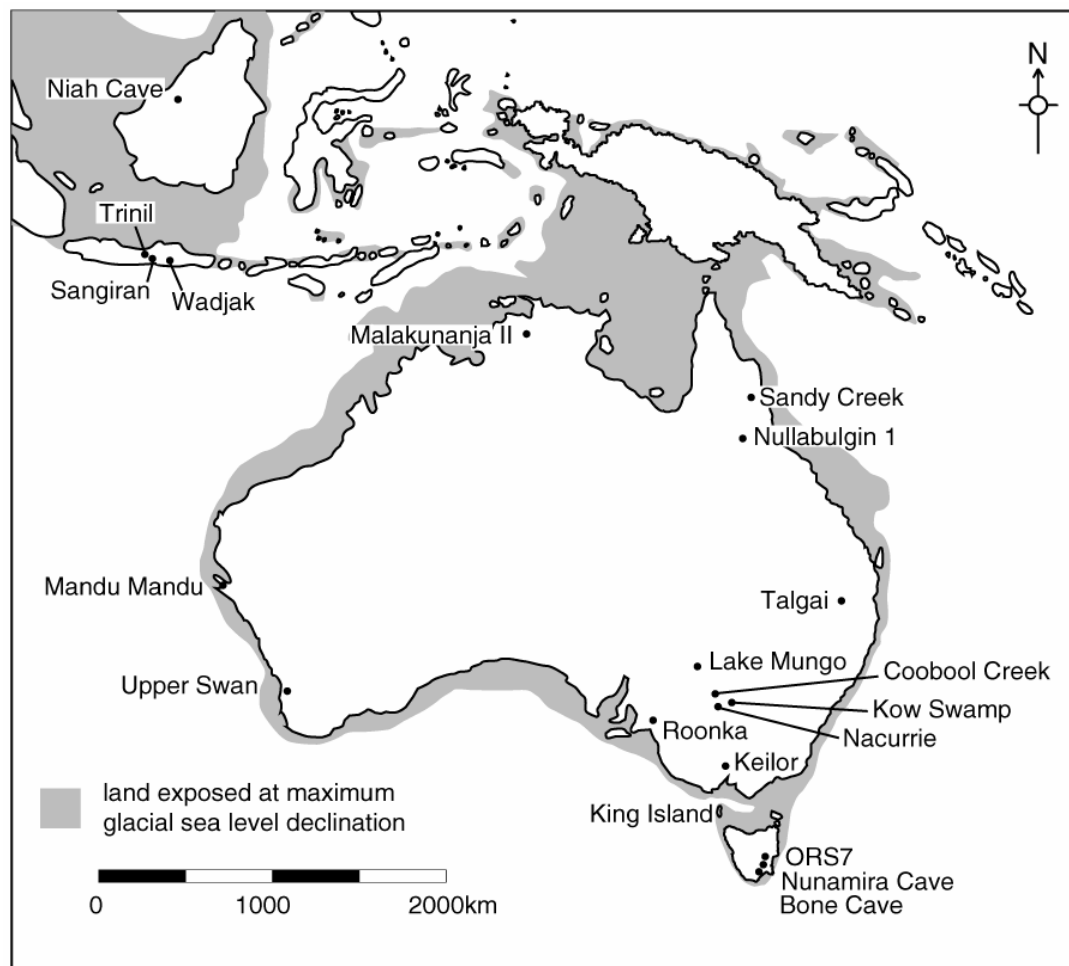 N
Niah Cave
Trinil
Sangiran
Wadjak
Malakunanja II
Sandy Creek
Nullabulgin 1
Mandu Mandu
Talgai
Lake Mungo
Coobool Creek
Upper Swan
Kow Swamp
Roonka
Nacurrie
Keilor
land exposed at maximum
glacial sea level declination
King Island
ORS7
Nunamira Cave
Bone Cave
0 1000 2000km